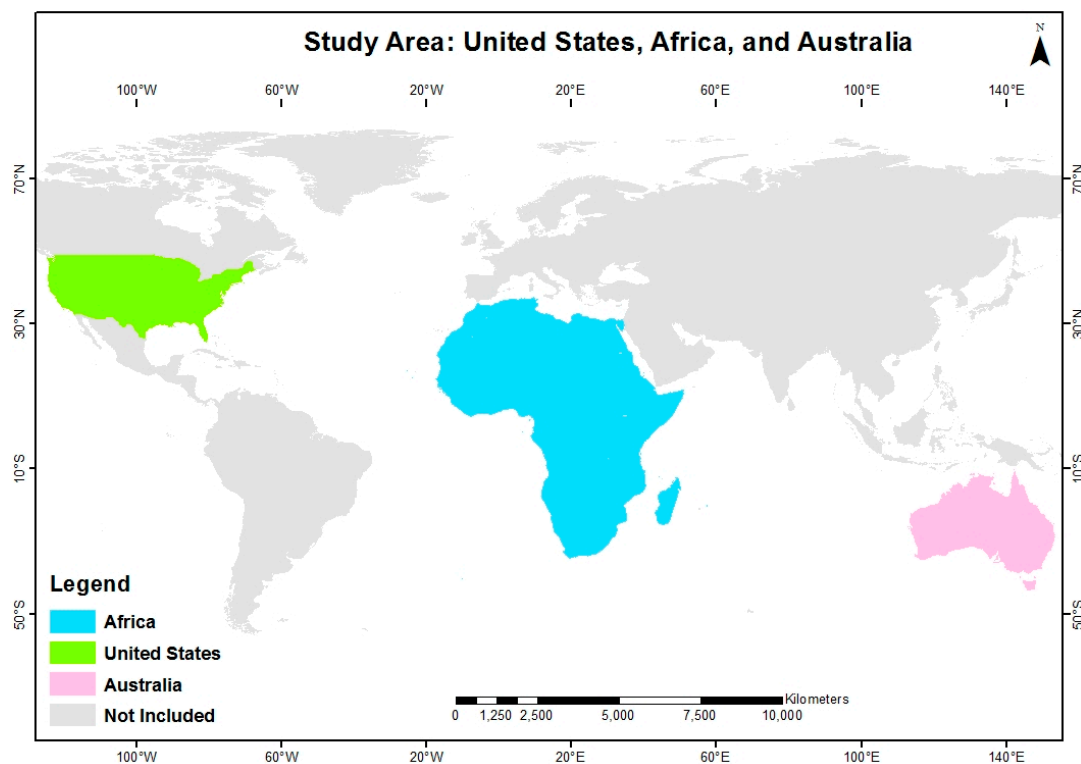 Study Area: United States, Africa, and Australia
N
100°W 60°W 20°W 20°E 60°E 100°E 140°E
70°N 70°N
30°N 30°N
10°S 10°S
50°S 50°S
Legend
Africa
United States
Australia
Not Included
Kilometers
0 1,250 2,500 5,000 7,500 10,000
100°W 60°W 20°W 20°E 60°E 100°E 140°E